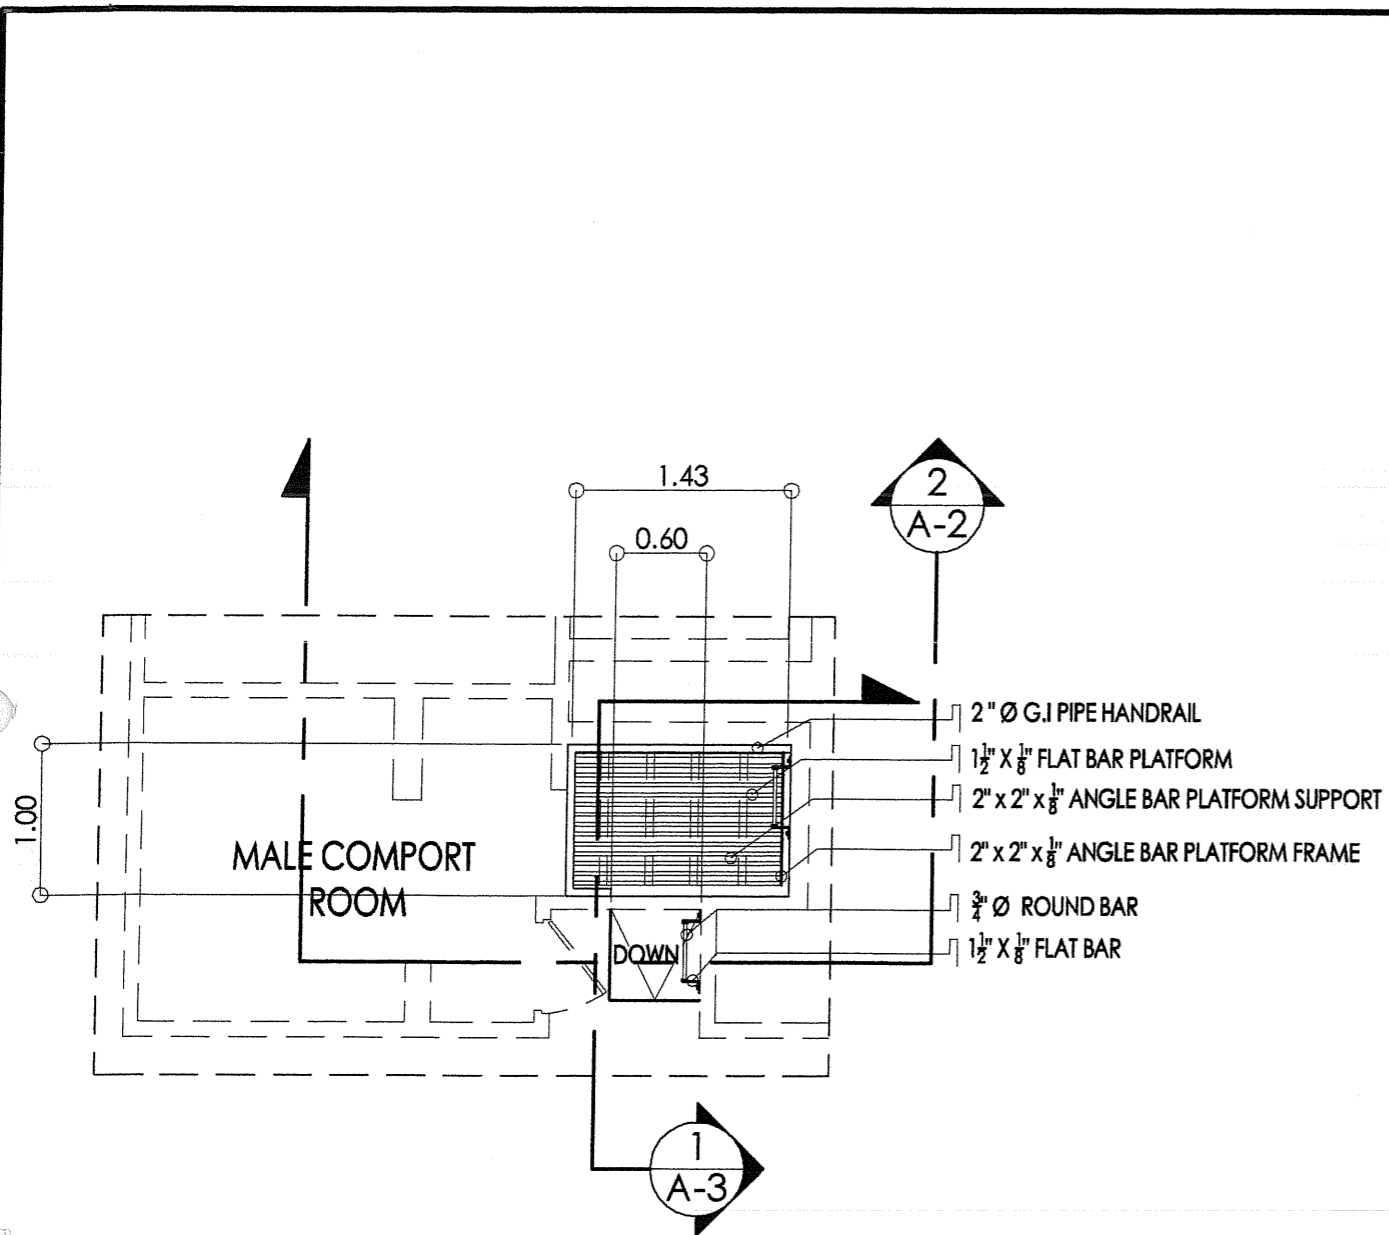 1.43
2
A-2
0.60
2" Ø G.I PIPE HANDRAIL
1½" X ⅛" FLAT BAR PLATFORM
2" x 2" x ⅛" ANGLE BAR PLATFORM SUPPORT
1.00
MALE COMPORT
ROOM
2" x 2" x ⅛" ANGLE BAR PLATFORM FRAME
¾" Ø ROUND BAR
DOWN
1½" X ⅛" FLAT BAR
1
A-3